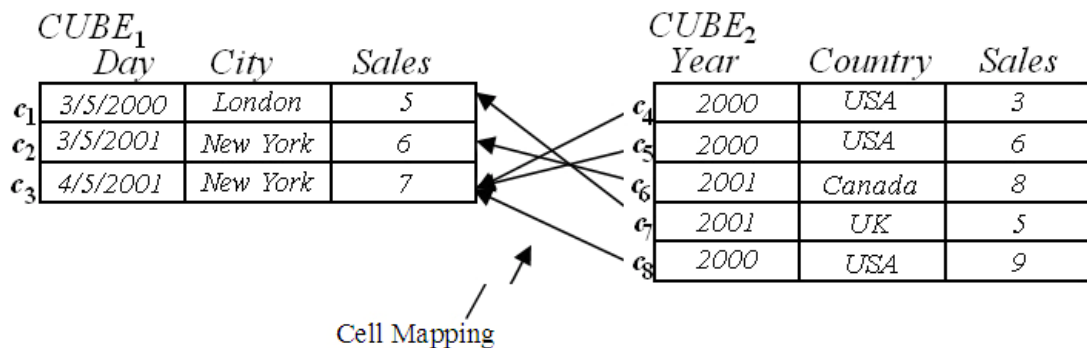 CUBE1 CUBE2
Day City Sales Year Country Sales
c1 3/5/2000 London 5 c4 2000 USA 3
c2 3/5/2001 New York 6 c5 2000 USA 6
c3 4/5/2001 New York 7 c6 2001 Canada 8
c7 2001 UK 5
c8 2000 USA 9
Cell Mapping